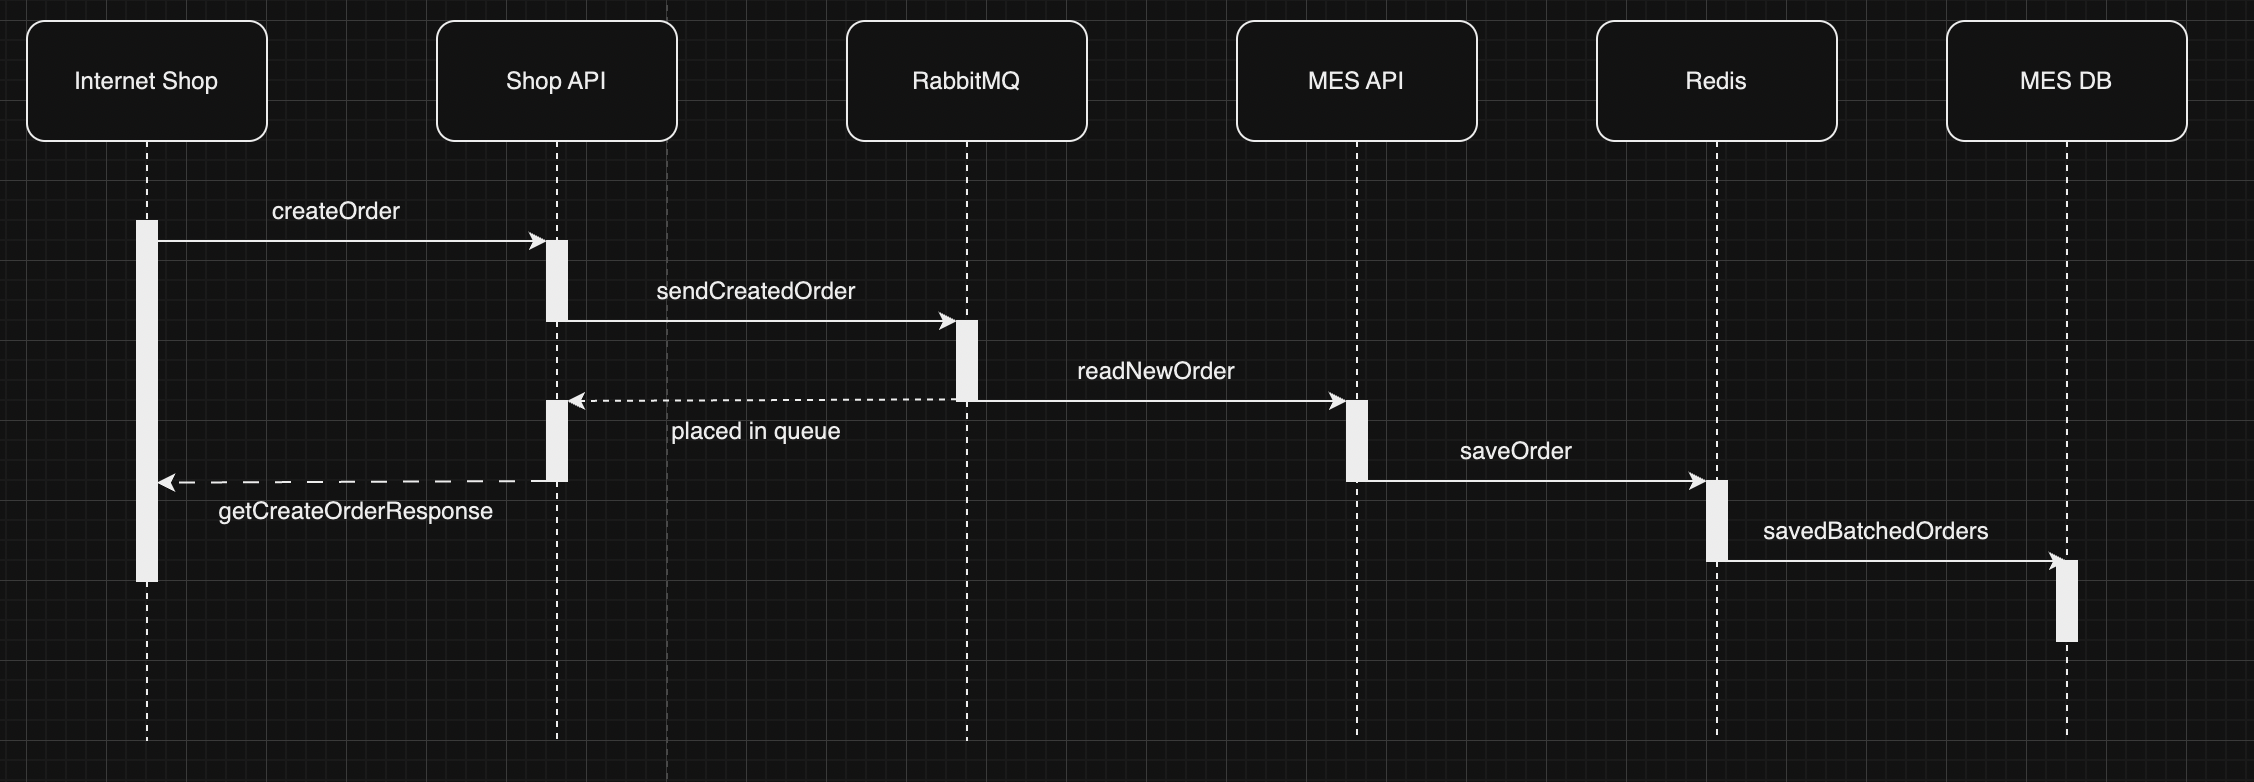 Internet Shop
Shop API
RabbitMQ
MES API
Redis
MES DB
createOrder
sendCreatedOrder
readNewOrder
placed in queue
saveOrder
getCreateOrderResponse
savedBatchedOrders